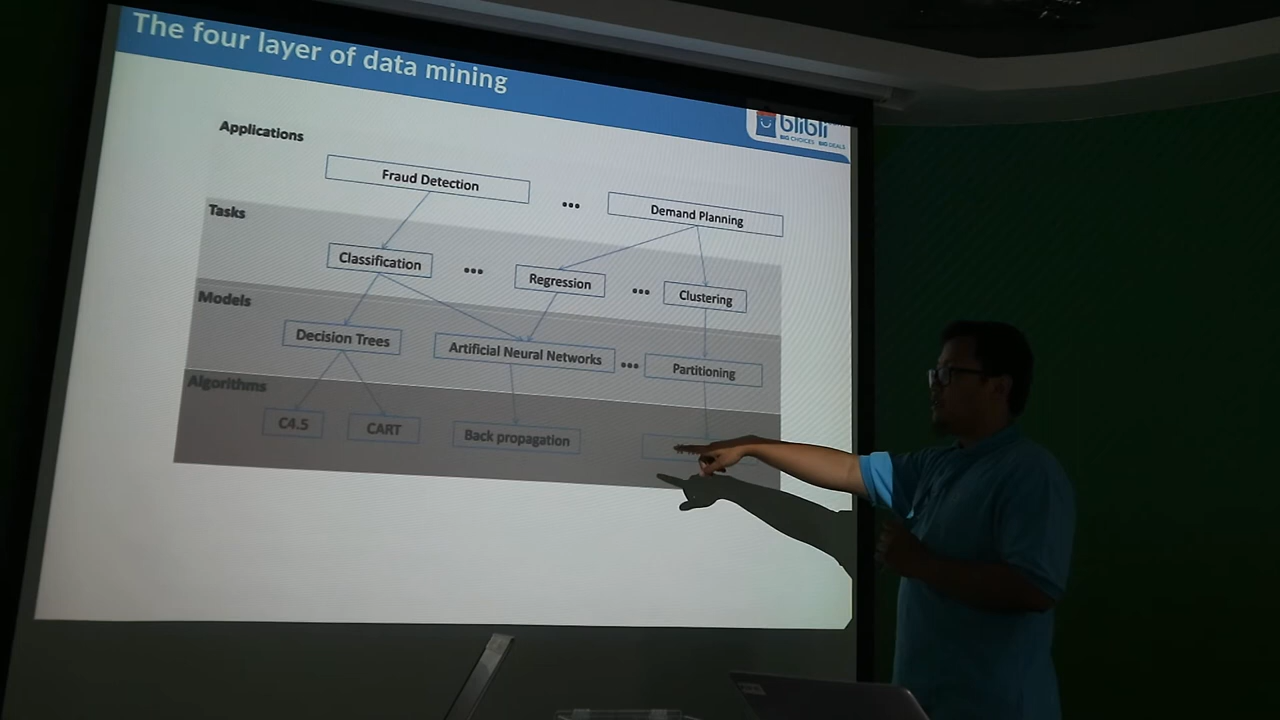 The four layer of data mining
blibli
BIG CHOICES BIG DEALS
Applications
Fraud Detection
...
Demand Planning
Tasks
Classification
...
Regression
...
Clustering
Models
Decision Trees
Artificial Neural Networks
...
Partitioning
Algorithms
C4.5
CART
Back propagation